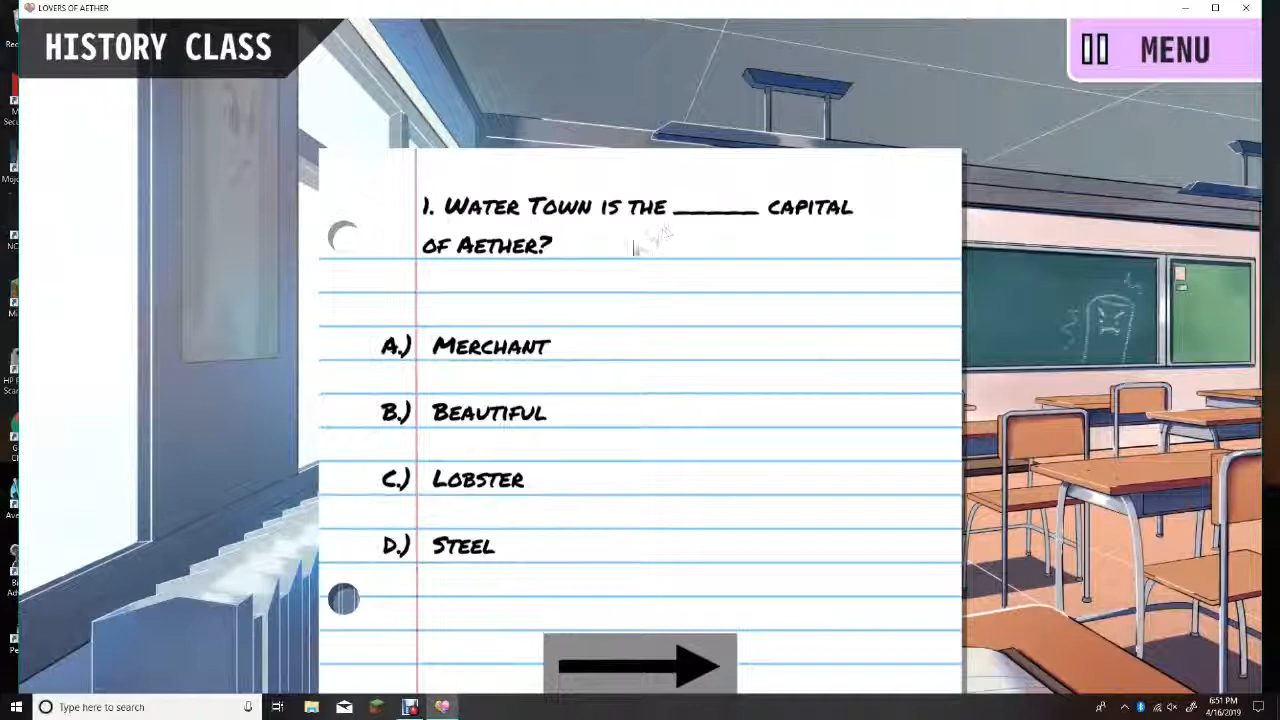 LOVERS OF AETHER
HISTORY CLASS
MENU
1. WATER TOWN IS THE ______ CAPITAL
OF AETHER?
A.) MERCHANT
B.) BEAUTIFUL
C.) LOBSTER
D.) STEEL
Type here to search
6:51 PM
4/16/2019